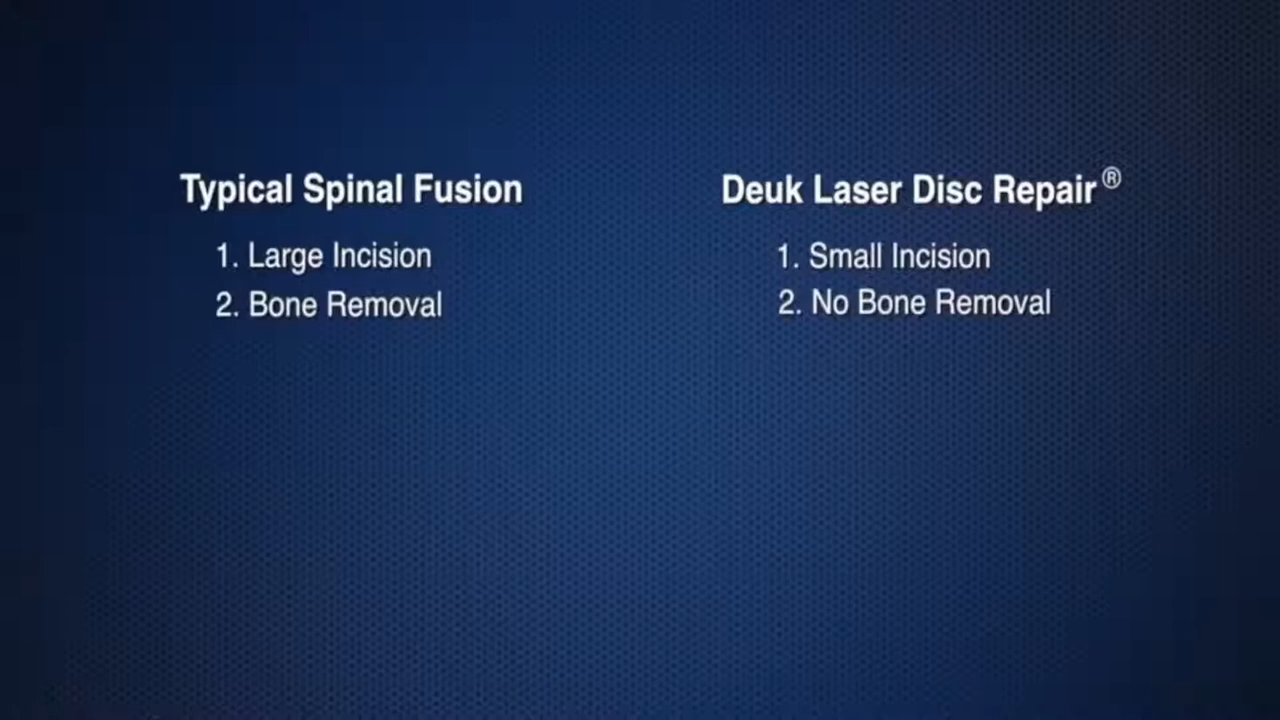 Typical Spinal Fusion
1. Large Incision
2. Bone Removal
Deuk Laser Disc Repair®
1. Small Incision
2. No Bone Removal